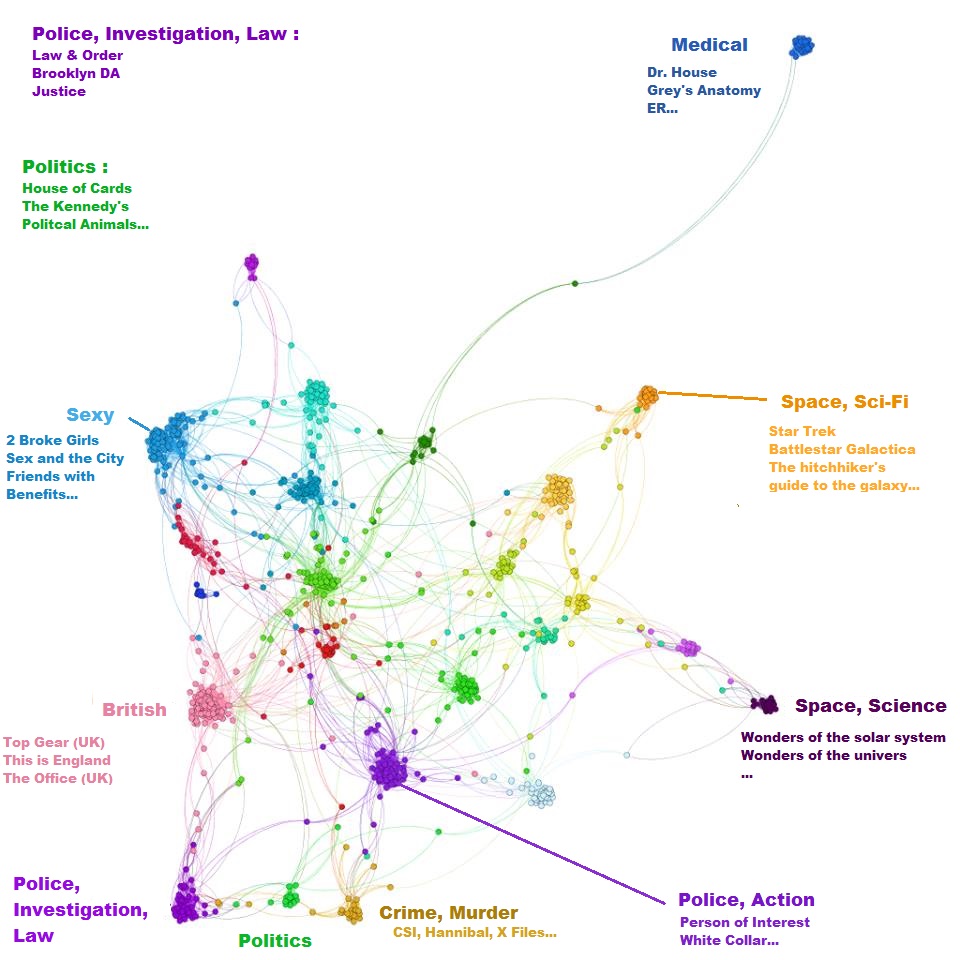 Police, Investigation, Law :
Law & Order
Brooklyn DA
Justice
Medical
Dr. House
Grey's Anatomy
ER...
Politics :
House of Cards
The Kennedy's
Politcal Animals...
Sexy
2 Broke Girls
Sex and the City
Friends with
Benefits...
Space, Sci-Fi
Star Trek
Battlestar Galactica
The hitchhiker's
guide to the galaxy...
British
Top Gear (UK)
This is England
The Office (UK)
Space, Science
Wonders of the solar system
Wonders of the univers
...
Police,
Investigation,
Law
Politics
Crime, Murder
CSI, Hannibal, X Files...
Police, Action
Person of Interest
White Collar...